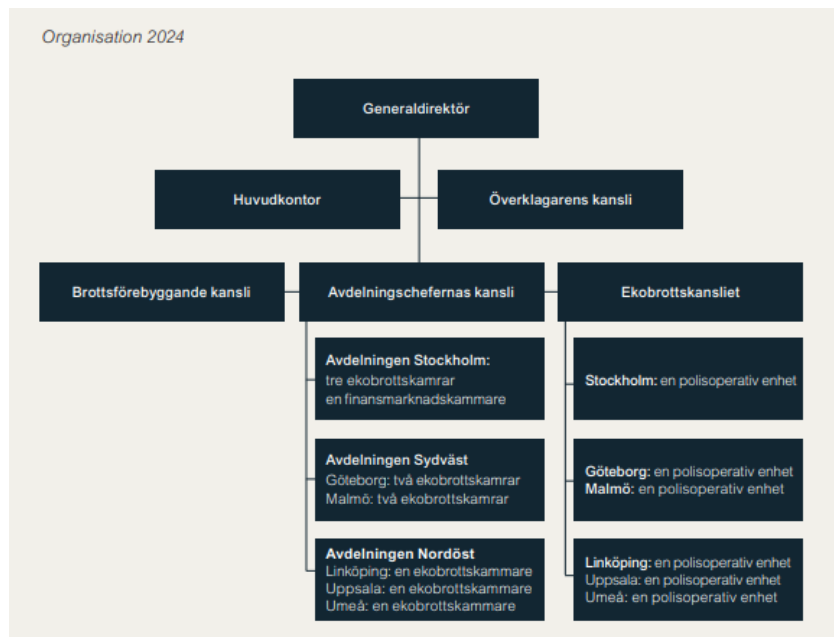 Organisation 2024
Generaldirektör
Huvudkontor
Överklagarens kansli
Brottsförebyggande kansli
Avdelningschefernas kansli
Ekobrottskansliet
Avdelningen Stockholm:
tre ekobrottskamrar
en finansmarknadskammare
Stockholm: en polisoperativ enhet
Avdelningen Sydväst
Göteborg: två ekobrottskamrar
Malmö: två ekobrottskamrar
Göteborg: en polisoperativ enhet
Malmö: en polisoperativ enhet
Avdelningen Nordöst
Linköping: en ekobrottskammare
Uppsala: en ekobrottskammare
Umeå: en ekobrottskammare
Linköping: en polisoperativ enhet
Uppsala: en polisoperativ enhet
Umeå: en polisoperativ enhet